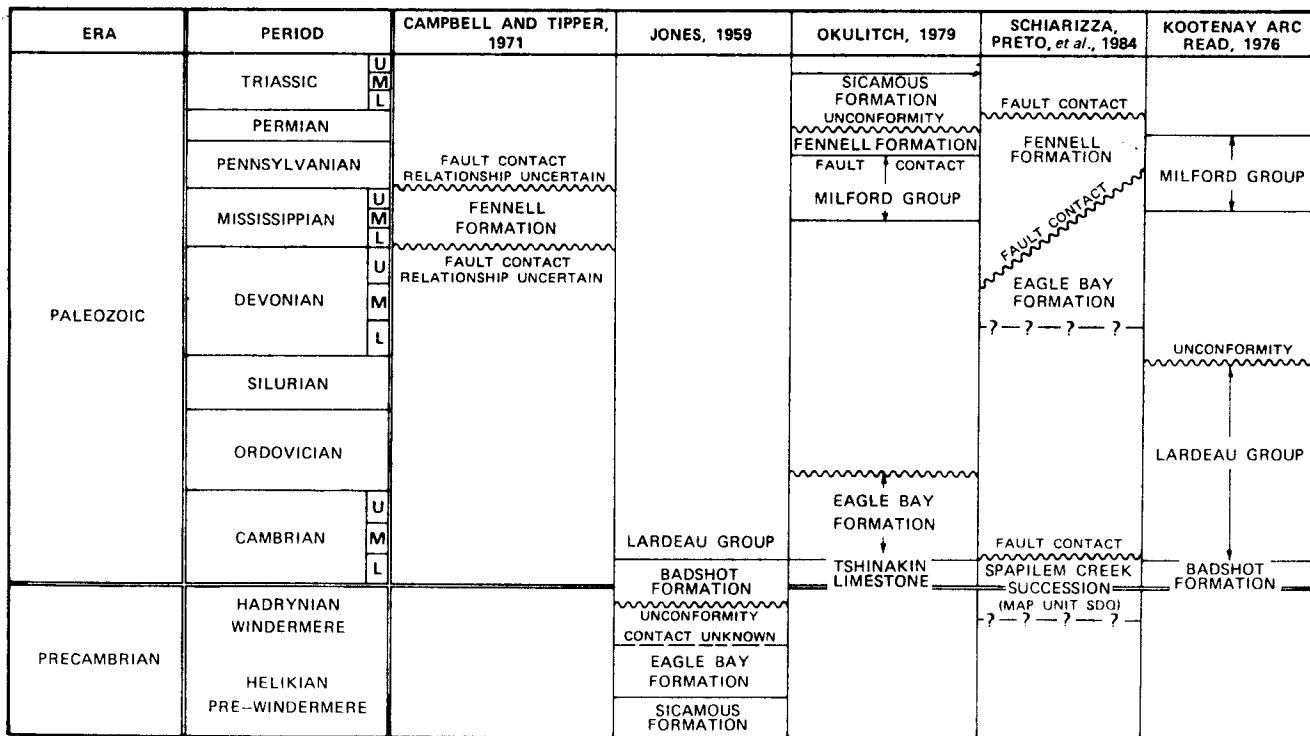 ERA
PERIOD
CAMPBELL AND TIPPER,
1971
JONES, 1959
OKULITCH, 1979
SCHIARIZZA,
PRETO, et al., 1984
KOOTENAY ARC
READ, 1976
PALEOZOIC
PRECAMBRIAN
TRIASSIC
U
M
L
PERMIAN
PENNSYLVANIAN
MISSISSIPPIAN
U
M
L
DEVONIAN
U
M
L
SILURIAN
ORDOVICIAN
CAMBRIAN
U
M
L
HADRYNIAN
WINDERMERE
HELIKIAN
PRE-WINDERMERE
FAULT CONTACT
RELATIONSHIP UNCERTAIN
FENNELL
FORMATION
FAULT CONTACT
RELATIONSHIP UNCERTAIN
LARDEAU GROUP
BADSHOT
FORMATION
UNCONFORMITY
CONTACT UNKNOWN
EAGLE BAY
FORMATION
SICAMOUS
FORMATION
SICAMOUS
FORMATION
UNCONFORMITY
FENNELL FORMATION
FAULT CONTACT
MILFORD GROUP
EAGLE BAY
FORMATION
TSHINAKIN
LIMESTONE
FAULT CONTACT
FENNELL
FORMATION
FAULT CONTACT
EAGLE BAY
FORMATION
? — ? — ? — ?
FAULT CONTACT
SPAPILEM CREEK
SUCCESSION
(MAP UNIT SDQ)
? — ? — ? — ?
MILFORD GROUP
UNCONFORMITY
LARDEAU GROUP
BADSHOT
FORMATION